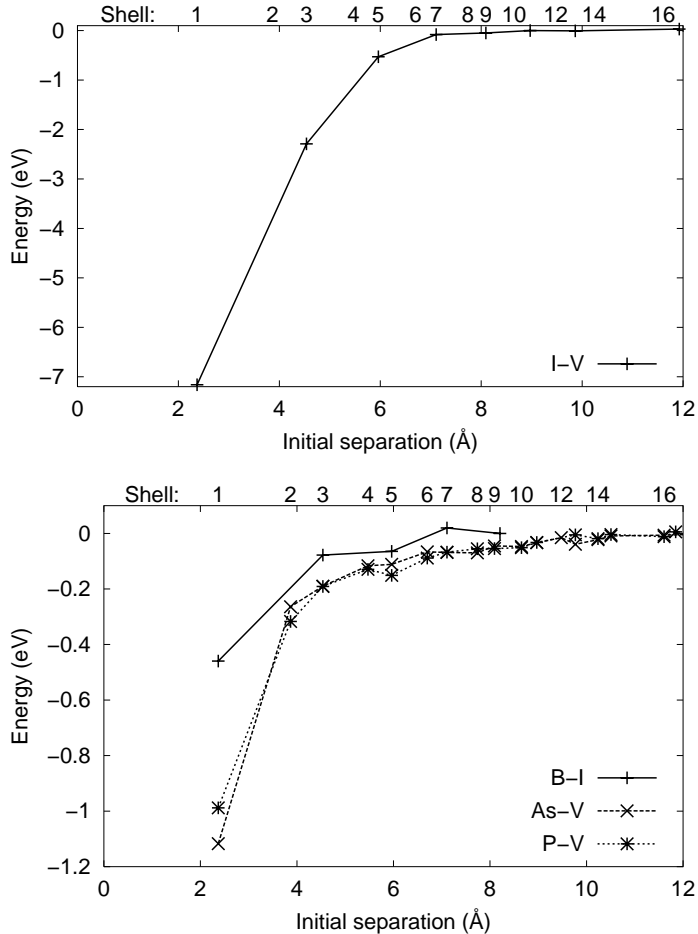 Shell: 1 2 3 4 5 6 7 8 9 10 12 14 16
0
−1
−2
−3
−4
−5
−6
−7
Energy (eV)
I−V
0 2 4 6 8 10 12
Initial separation (Å)
Shell: 1 2 3 4 5 6 7 8 9 10 12 14 16
0
−0.2
−0.4
−0.6
−0.8
−1
−1.2
Energy (eV)
B−I
As−V
P−V
0 2 4 6 8 10 12
Initial separation (Å)